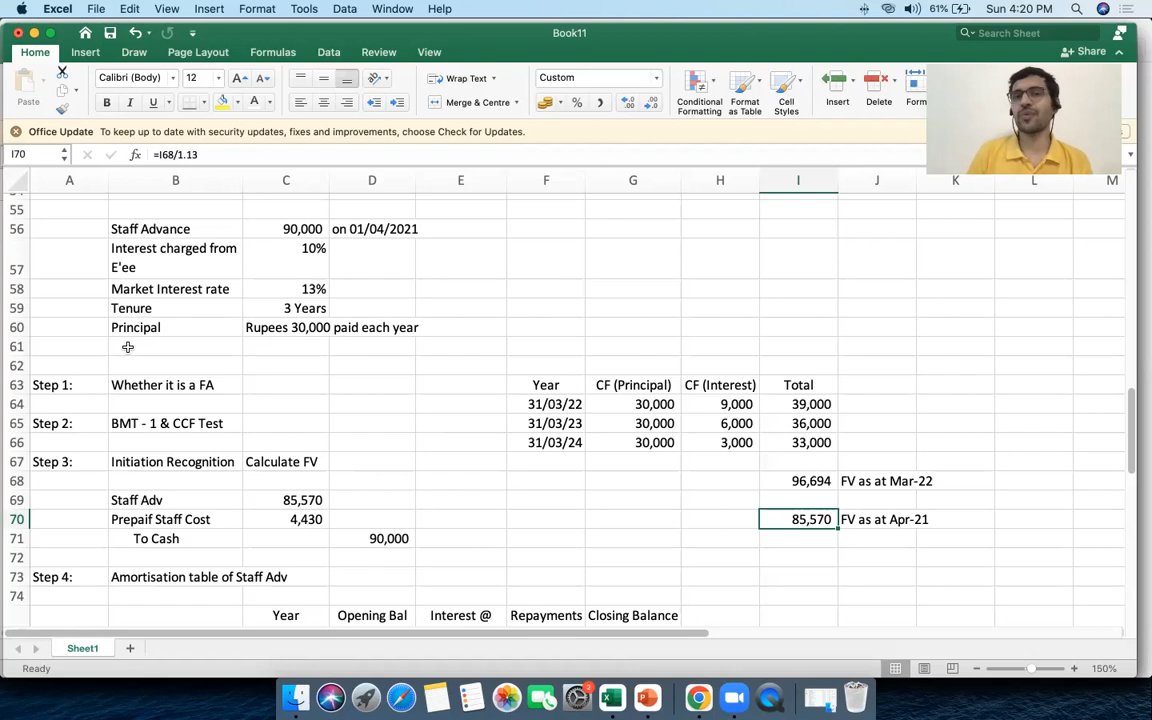 Excel File Edit View Insert Format Tools Data Window Help 61% Sun 4:20 PM
Book11
Search Sheet
Home Insert Draw Page Layout Formulas Data Review View
Share
Paste
Calibri (Body) 12
Wrap Text
Custom
B I U
Merge & Centre
Conditional Formatting
Format as Table
Cell Styles
Insert
Delete
Form
Office Update To keep up to date with security updates, fixes and improvements, choose Check for Updates.
I70 fx =I68/1.13
A B C D E F G H I J K L M
55
56 Staff Advance 90,000 on 01/04/2021
57 Interest charged from E'ee 10%
58 Market Interest rate 13%
59 Tenure 3 Years
60 Principal Rupees 30,000 paid each year
61
62
63 Step 1: Whether it is a FA Year CF (Principal) CF (Interest) Total
64 31/03/22 30,000 9,000 39,000
65 Step 2: BMT - 1 & CCF Test 31/03/23 30,000 6,000 36,000
66 31/03/24 30,000 3,000 33,000
67 Step 3: Initiation Recognition Calculate FV
68 96,694 FV as at Mar-22
69 Staff Adv 85,570
70 Prepaif Staff Cost 4,430 85,570 FV as at Apr-21
71 To Cash 90,000
72
73 Step 4: Amortisation table of Staff Adv
74
Year Opening Bal Interest @ Repayments Closing Balance
Sheet1
Ready 150%